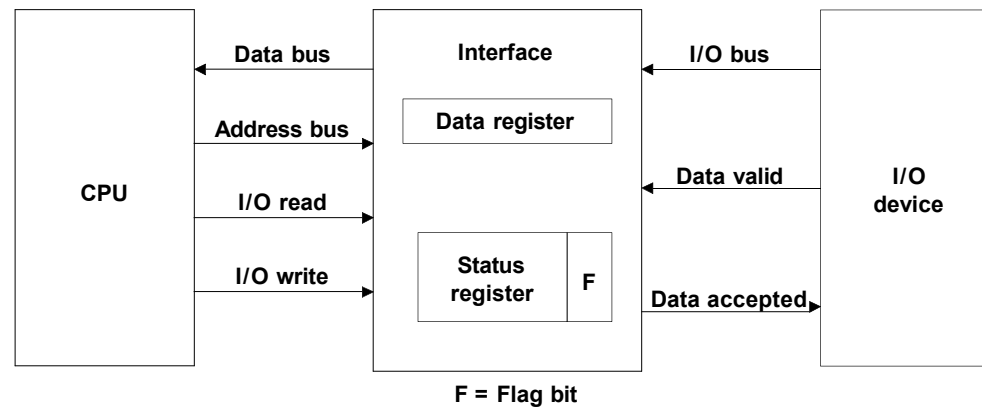 Data bus
Interface
I/O bus
Data register
Address bus
CPU
Data valid
I/O
device
I/O read
Status
register
F
I/O write
Data accepted
F = Flag bit